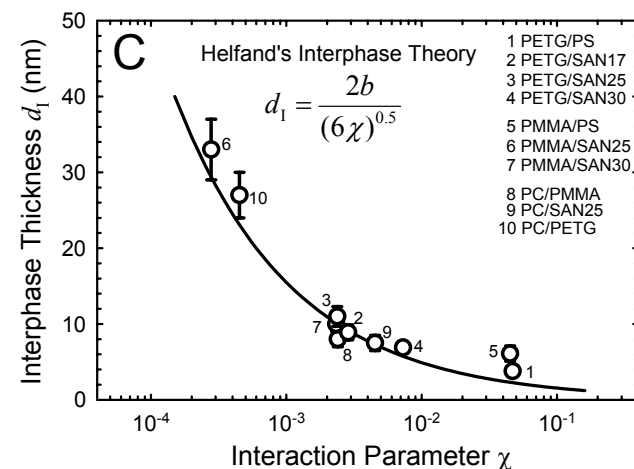 C
Helfand's Interphase Theory
d_I = 2b / (6χ)^0.5
1 PETG/PS
2 PETG/SAN17
3 PETG/SAN25
4 PETG/SAN30
5 PMMA/PS
6 PMMA/SAN25
7 PMMA/SAN30
8 PC/PMMA
9 PC/SAN25
10 PC/PETG
Interphase Thickness d_I (nm)
50
40
30
20
10
0
6
10
3
7
2
8
9
4
5
1
10^-4
10^-3
10^-2
10^-1
Interaction Parameter χ